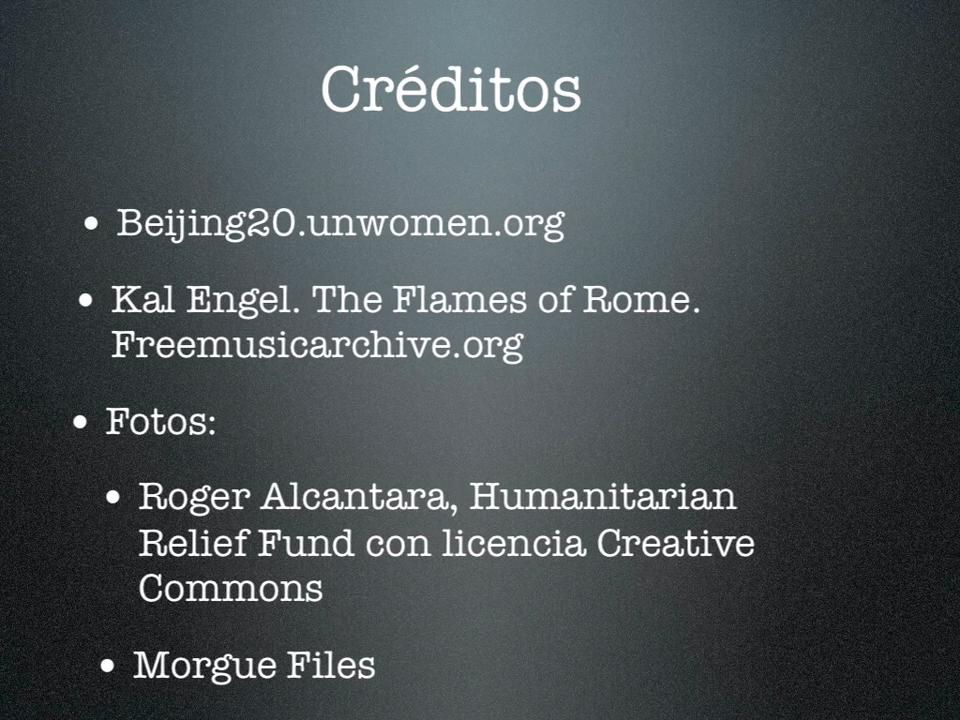 Créditos
• Beijing20.unwomen.org
• Kal Engel. The Flames of Rome.
Freemusicarchive.org
• Fotos:
• Roger Alcantara, Humanitarian
Relief Fund con licencia Creative
Commons
• Morgue Files